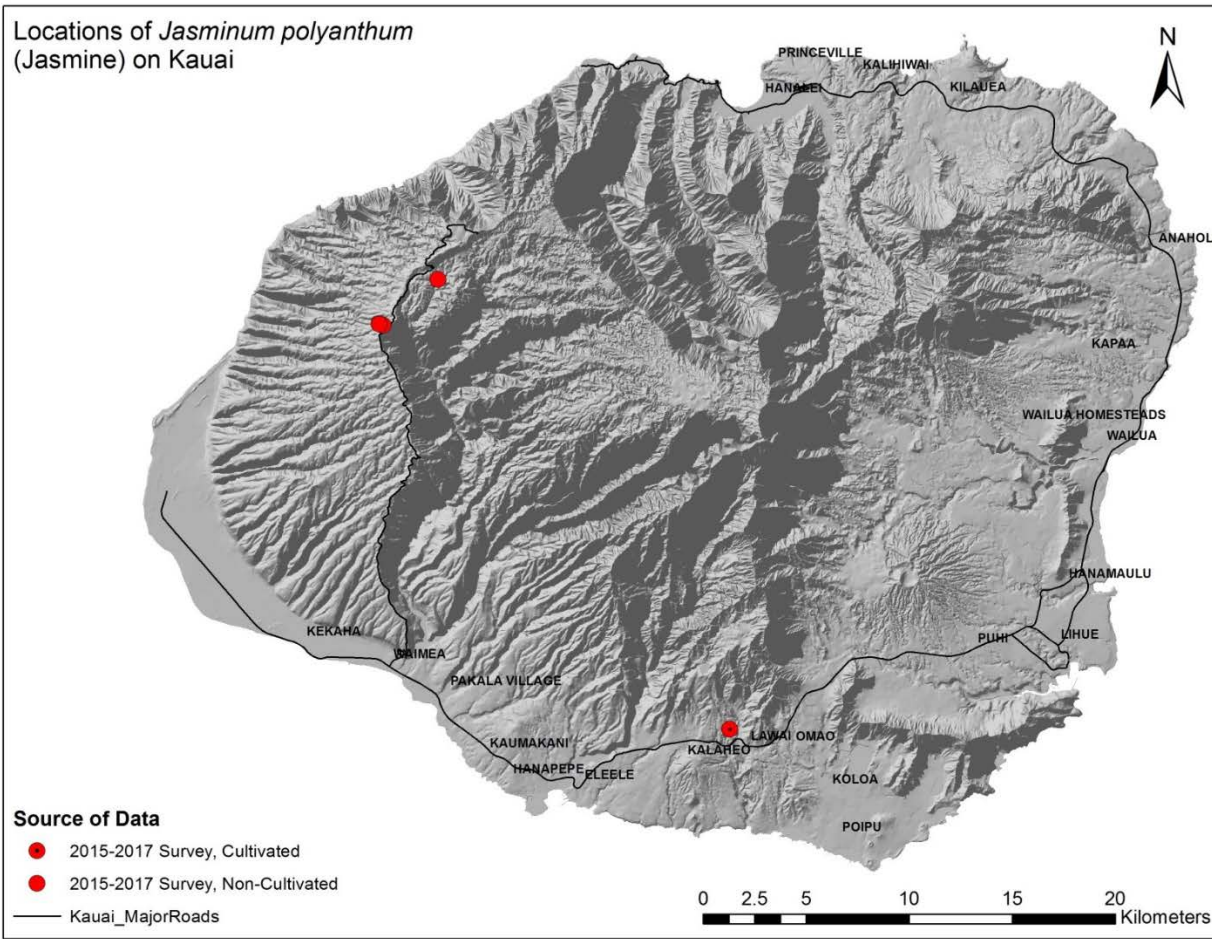 Locations of Jasminum polyanthum
(Jasmine) on Kauai
N
PRINCEVILLE
KALIHIWAI
HANALEI
KILAUEA
ANAHOL
KAPAA
WAILUA HOMESTEADS
WAILUA
HANAMAULU
PUHI
LIHUE
KEKAHA
WAIMEA
PAKALA VILLAGE
KAUMAKANI
HANAPEPE
ELEELE
KALAHEO
LAWAI
OMAO
KOLOA
POIPU
Source of Data
2015-2017 Survey, Cultivated
2015-2017 Survey, Non-Cultivated
Kauai_MajorRoads
0 2.5 5 10 15 20
Kilometers